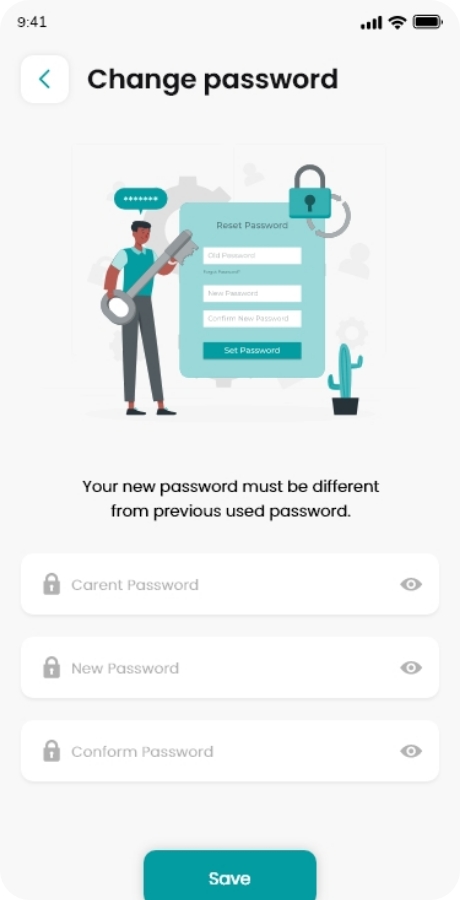 9:41
Change password
*******
Reset Password
Old Password
Forgot Password?
New Password
Confirm New Password
Set Password
Your new password must be different
from previous used password.
Carent Password
New Password
Conform Password
Save